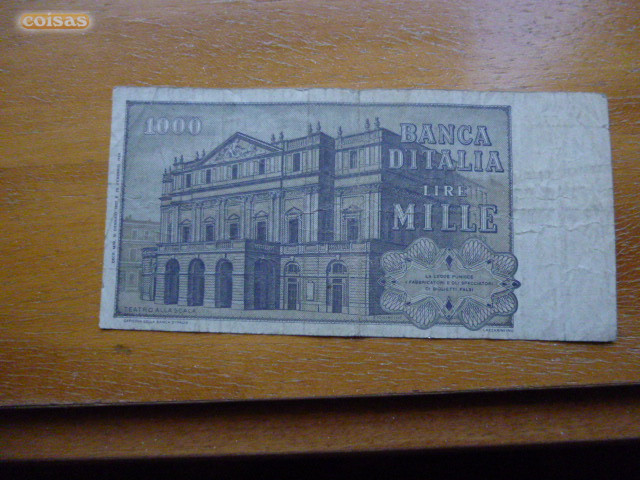 coisas
1000
BANCA
D'ITALIA
LIRE
MILLE
LA LEGGE PUNISCE
I FABBRICATORI E GLI SPACCIATORI
DI BIGLIETTI FALSI
TEATRO ALLA SCALA